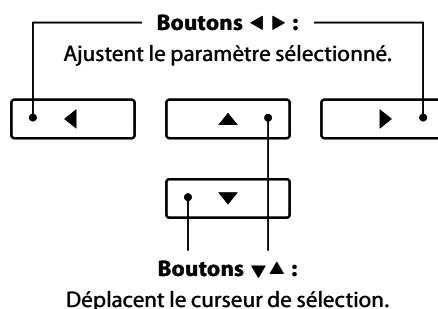 Boutons ◀ ▶ :
Ajustent le paramètre sélectionné.
Boutons ▼▲ :
Déplacent le curseur de sélection.